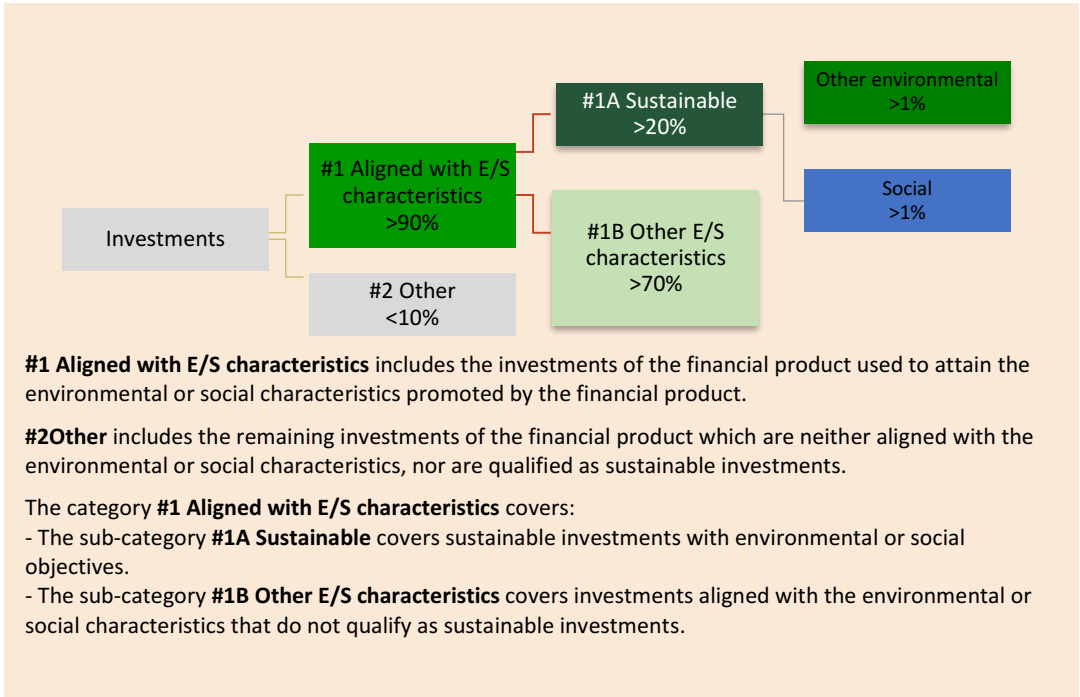 Other environmental
>1%
#1A Sustainable
>20%
#1 Aligned with E/S
characteristics
>90%
Social
>1%
Investments
#1B Other E/S
characteristics
>70%
#2 Other
<10%
#1 Aligned with E/S characteristics includes the investments of the financial product used to attain the
environmental or social characteristics promoted by the financial product.
#2Other includes the remaining investments of the financial product which are neither aligned with the
environmental or social characteristics, nor are qualified as sustainable investments.
The category #1 Aligned with E/S characteristics covers:
- The sub-category #1A Sustainable covers sustainable investments with environmental or social
objectives.
- The sub-category #1B Other E/S characteristics covers investments aligned with the environmental or
social characteristics that do not qualify as sustainable investments.